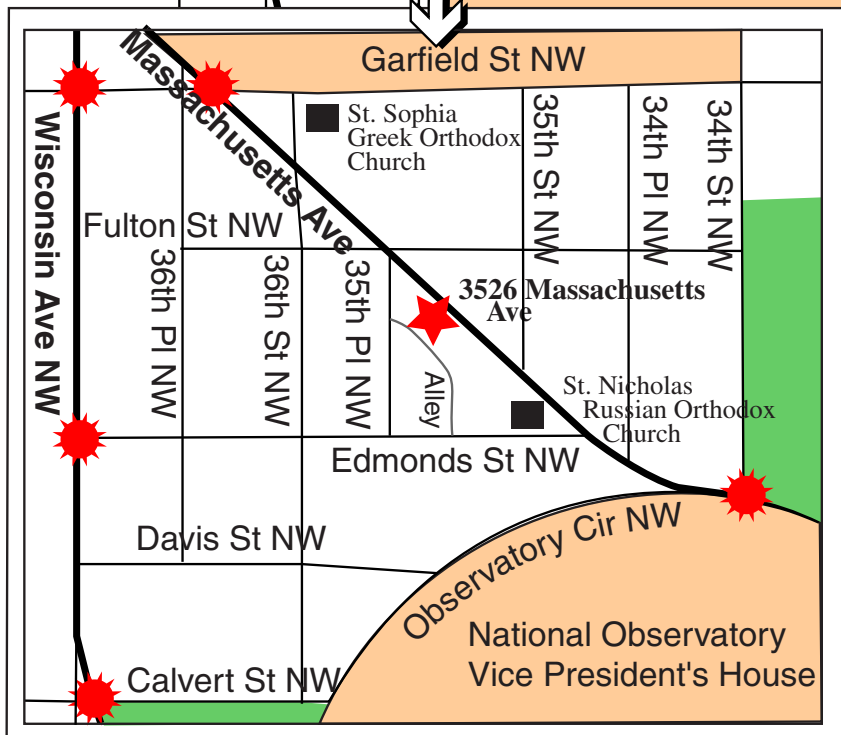 Garfield St NW
Massachusetts Ave
St. Sophia
Greek Orthodox
Church
35th St NW
34th Pl NW
34th St NW
Wisconsin Ave NW
Fulton St NW
36th Pl NW
36th St NW
35th Pl NW
3526 Massachusetts
Ave
Alley
St. Nicholas
Russian Orthodox
Church
Edmonds St NW
Davis St NW
Observatory Cir NW
National Observatory
Vice President's House
Calvert St NW